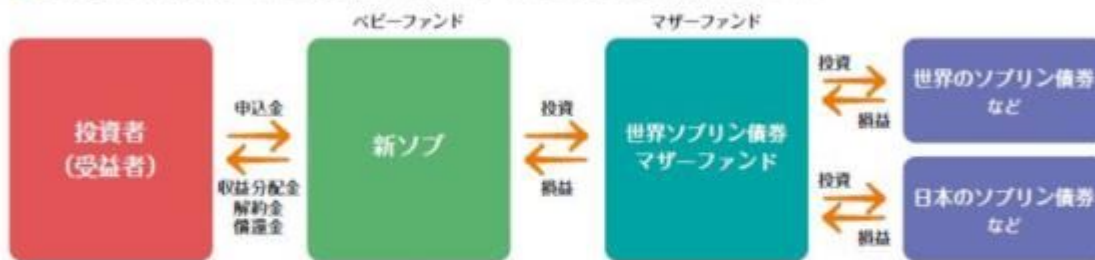 ベビーファンド
マザーファンド
投資者
(受益者)
申込金
収益分配金
解約金
償還金
新ソブ
投資
損益
世界ソブリン債券
マザーファンド
投資
損益
世界のソブリン債券
など
投資
損益
日本のソブリン債券
など